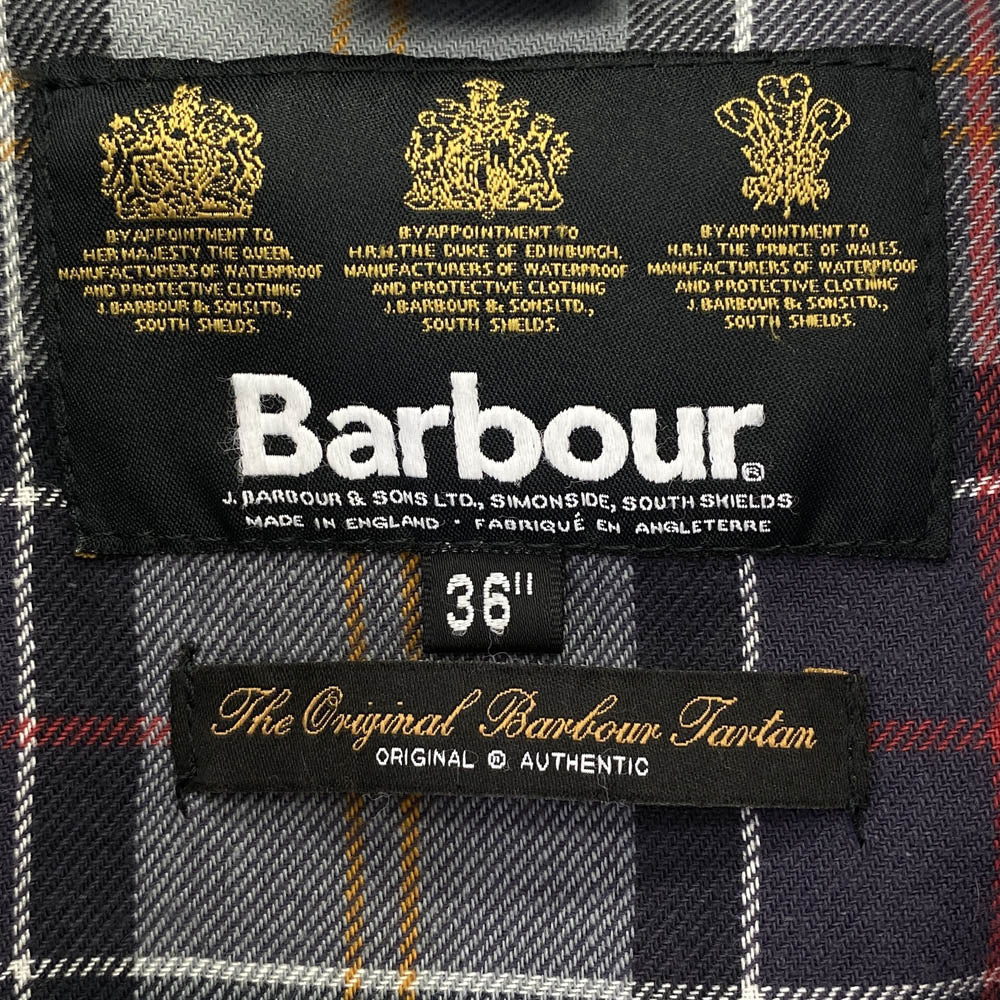 BY APPOINTMENT TO
HER MAJESTY THE QUEEN.
MANUFACTURERS OF WATERPROOF
AND PROTECTIVE CLOTHING
J. BARBOUR & SONS LTD.,
SOUTH SHIELDS.
BY APPOINTMENT TO
H.R.H. THE DUKE OF EDINBURGH.
MANUFACTURERS OF WATERPROOF
AND PROTECTIVE CLOTHING
J. BARBOUR & SONS LTD.,
SOUTH SHIELDS.
BY APPOINTMENT TO
H.R.H. THE PRINCE OF WALES.
MANUFACTURERS OF WATERPROOF
AND PROTECTIVE CLOTHING
J. BARBOUR & SONS LTD.,
SOUTH SHIELDS.
Barbour®
J. BARBOUR & SONS LTD., SIMONSIDE, SOUTH SHIELDS
MADE IN ENGLAND · FABRIQUÉ EN ANGLETERRE
36"
The Original Barbour Tartan
ORIGINAL ® AUTHENTIC